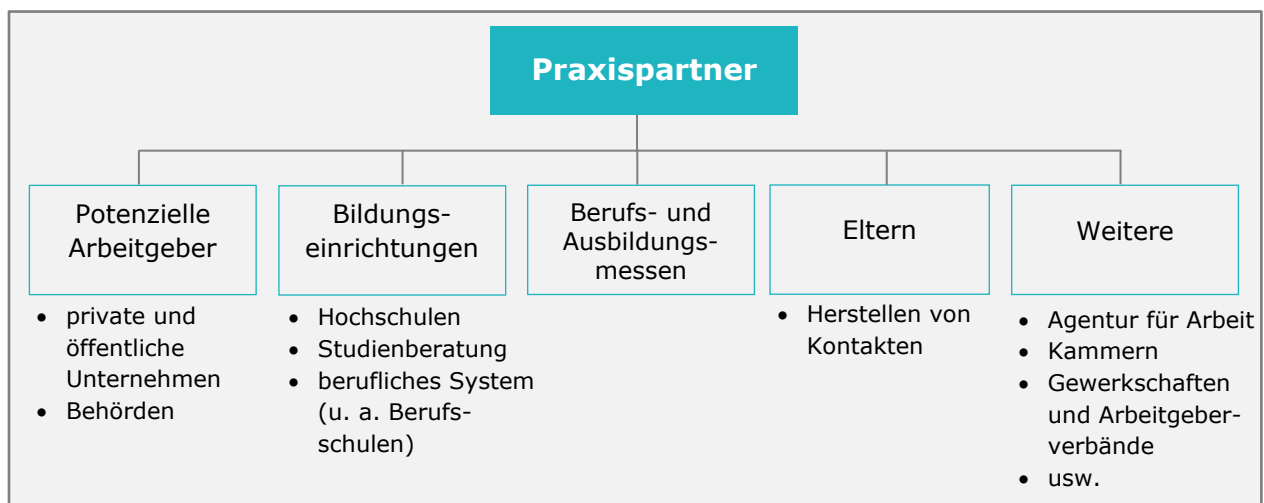 Praxispartner
Potenzielle
Arbeitgeber
• private und
öffentliche
Unternehmen
• Behörden
Bildungs-
einrichtungen
• Hochschulen
• Studienberatung
• berufliches System
(u. a. Berufs-
schulen)
Berufs- und
Ausbildungs-
messen
Eltern
• Herstellen von
Kontakten
Weitere
• Agentur für Arbeit
• Kammern
• Gewerkschaften
und Arbeitgeber-
verbände
• usw.